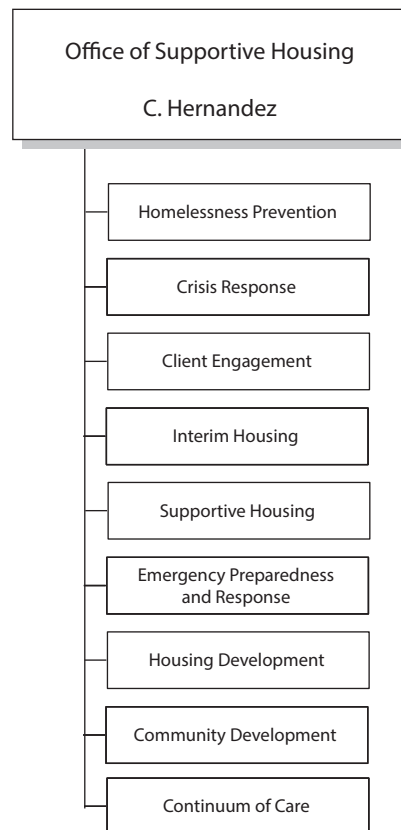 Office of Supportive Housing
C. Hernandez
Homelessness Prevention
Crisis Response
Client Engagement
Interim Housing
Supportive Housing
Emergency Preparedness
and Response
Housing Development
Community Development
Continuum of Care